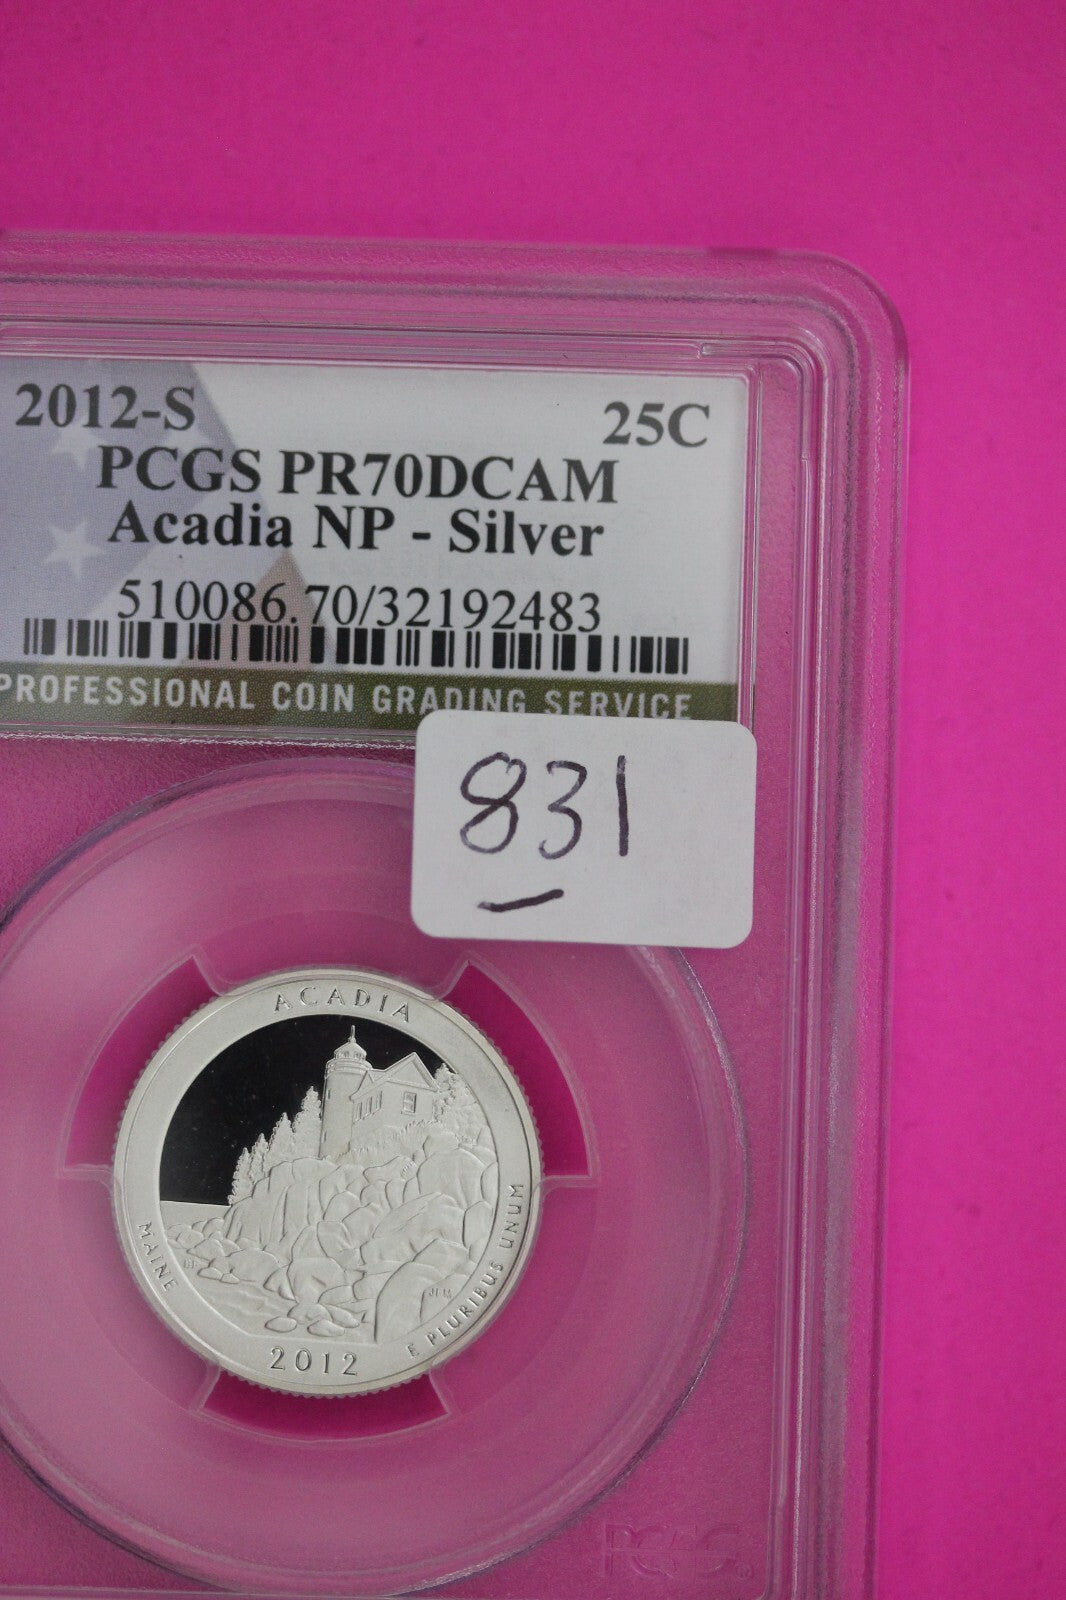 2012-S 25C
PCGS PR70DCAM
Acadia NP - Silver
510086.70/32192483
PROFESSIONAL COIN GRADING SERVICE
831
ACADIA
MAINE
E PLURIBUS UNUM
2012
PCGS